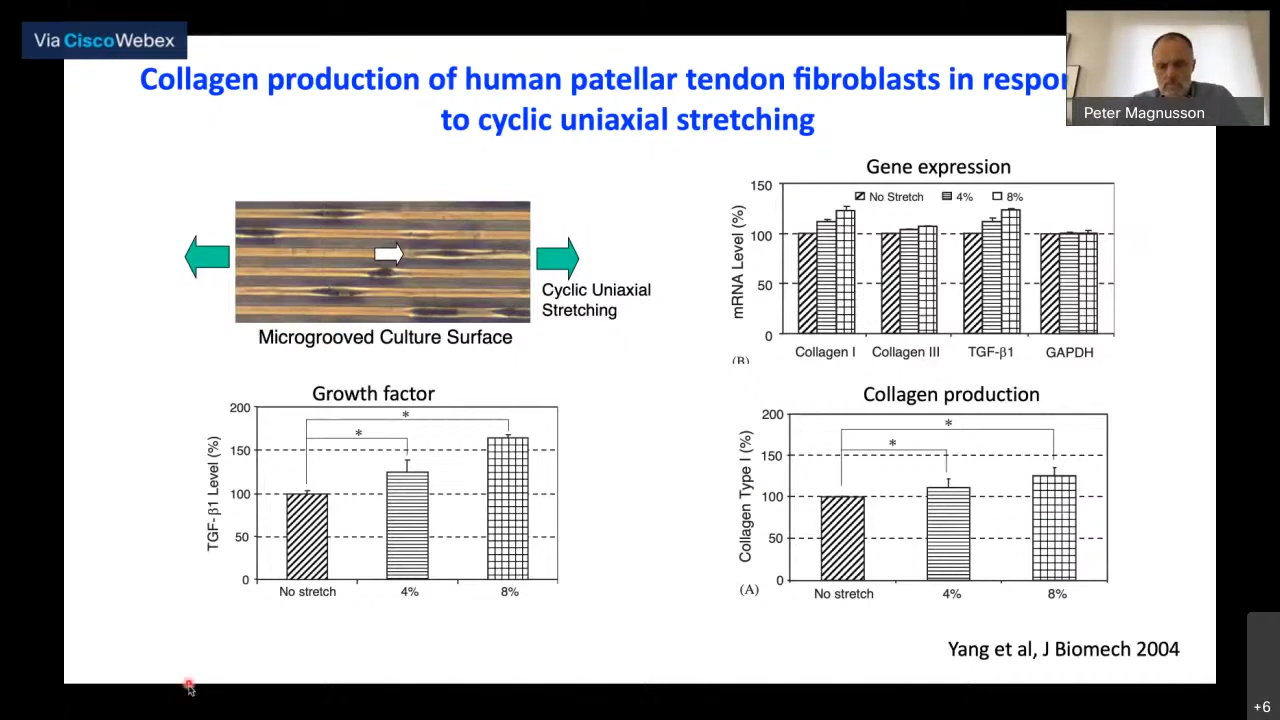 Via Cisco Webex
Collagen production of human patellar tendon fibroblasts in respon
to cyclic uniaxial stretching
Peter Magnusson
Cyclic Uniaxial
Stretching
Microgrooved Culture Surface
Gene expression
150
No Stretch 4% 8%
100
50
0
mRNA Level (%)
Collagen I Collagen III TGF-β1 GAPDH
(B)
Growth factor
200
*
*
150
100
50
0
TGF-β1 Level (%)
No stretch 4% 8%
Collagen production
200
*
*
150
100
50
0
Collagen Type I (%)
(A)
No stretch 4% 8%
Yang et al, J Biomech 2004
+6